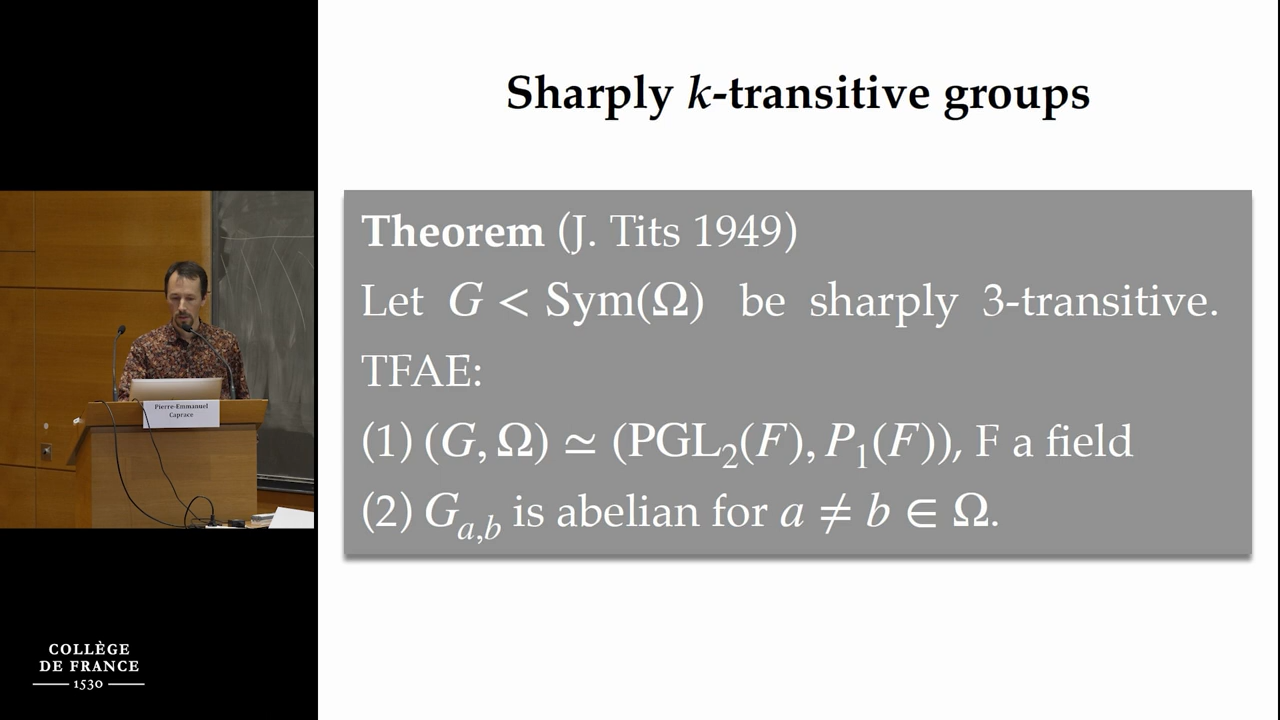 Sharply k-transitive groups
Theorem (J. Tits 1949)
Let G < Sym(Ω) be sharply 3-transitive.
TFAE:
(1) (G, Ω) ≃ (PGL₂(F), P₁(F)), F a field
(2) G_{a,b} is abelian for a ≠ b ∈ Ω.
Pierre-Emmanuel
Caprace
COLLÈGE
DE FRANCE
1530